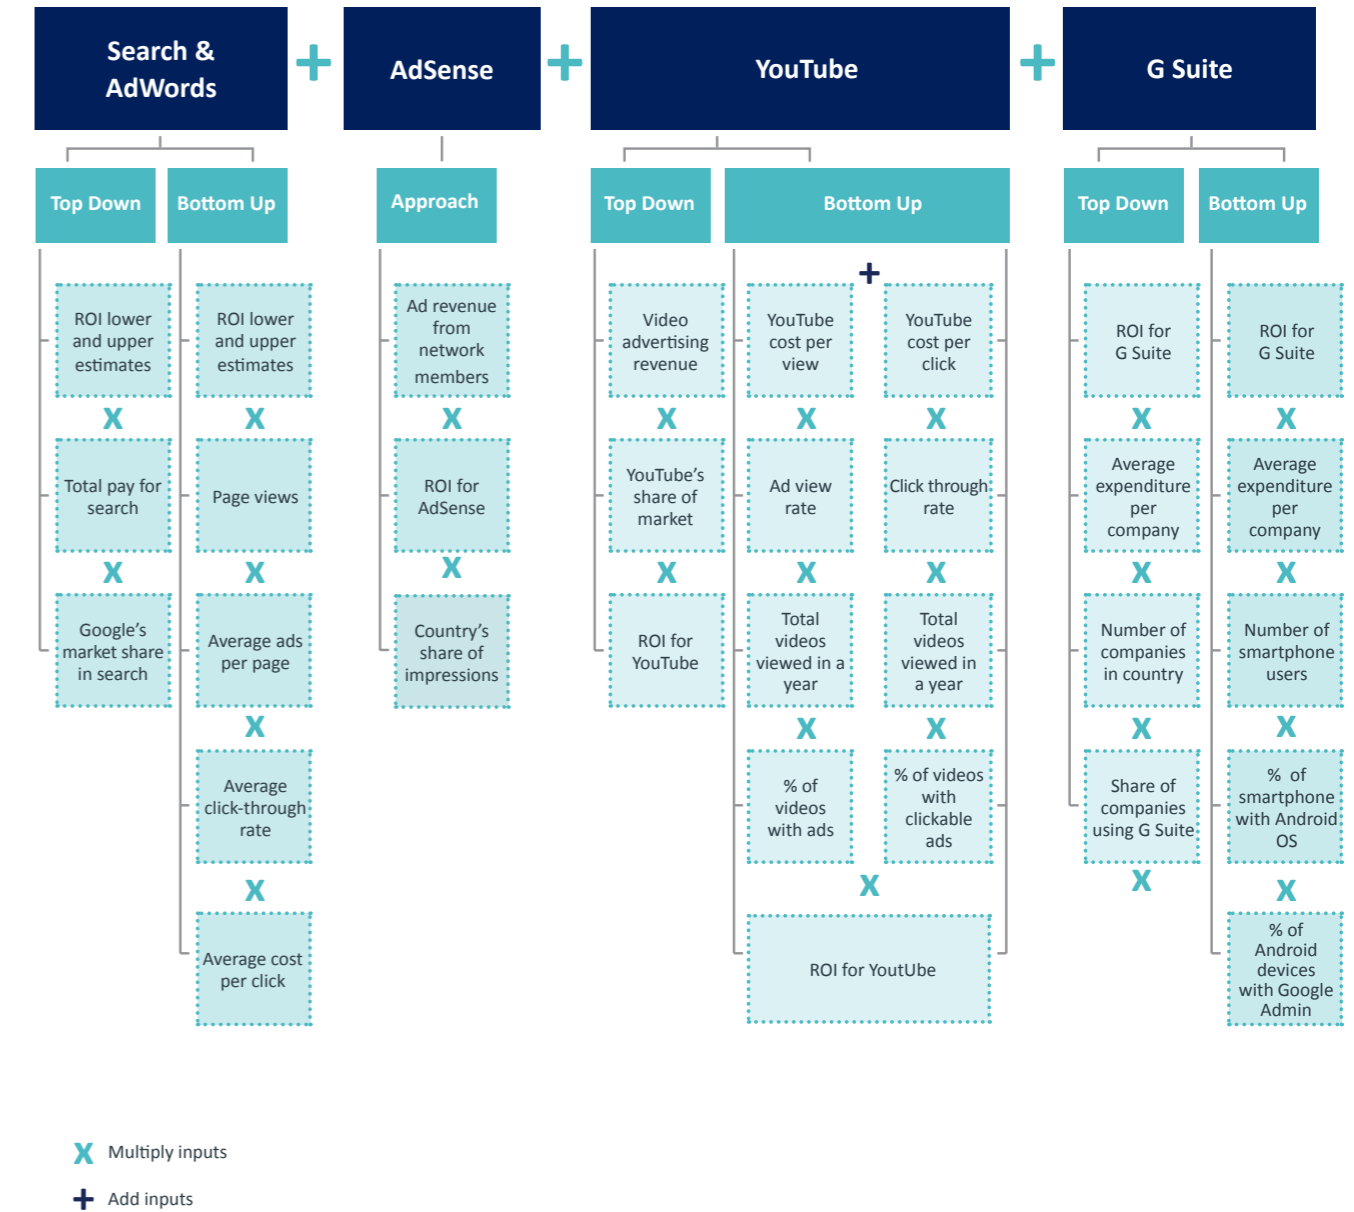 Search &
AdWords
+
AdSense
+
YouTube
+
G Suite
Top Down
Bottom Up
Approach
Top Down
Bottom Up
Top Down
Bottom Up
ROI lower
and upper
estimates
X
Total pay for
search
X
Google's
market share
in search
ROI lower
and upper
estimates
X
Page views
X
Average ads
per page
X
Average
click-through
rate
X
Average cost
per click
Ad revenue
from
network
members
X
ROI for
AdSense
X
Country's
share of
impressions
Video
advertising
revenue
X
YouTube's
share of
market
X
ROI for
YouTube
+
YouTube
cost per
view
X
Ad view
rate
X
Total
videos
viewed in a
year
X
% of
videos
with ads
YouTube
cost per
click
X
Click through
rate
X
Total
videos
viewed in
a year
X
% of videos
with
clickable
ads
X
ROI for YoutUbe
ROI for
G Suite
X
Average
expenditure
per
company
X
Number of
companies
in country
X
Share of
companies
using G Suite
X
ROI for
G Suite
X
Average
expenditure
per
company
X
Number of
smartphone
users
X
% of
smartphone
with Android
OS
X
% of
Android
devices
with Google
Admin
X Multiply inputs
+ Add inputs